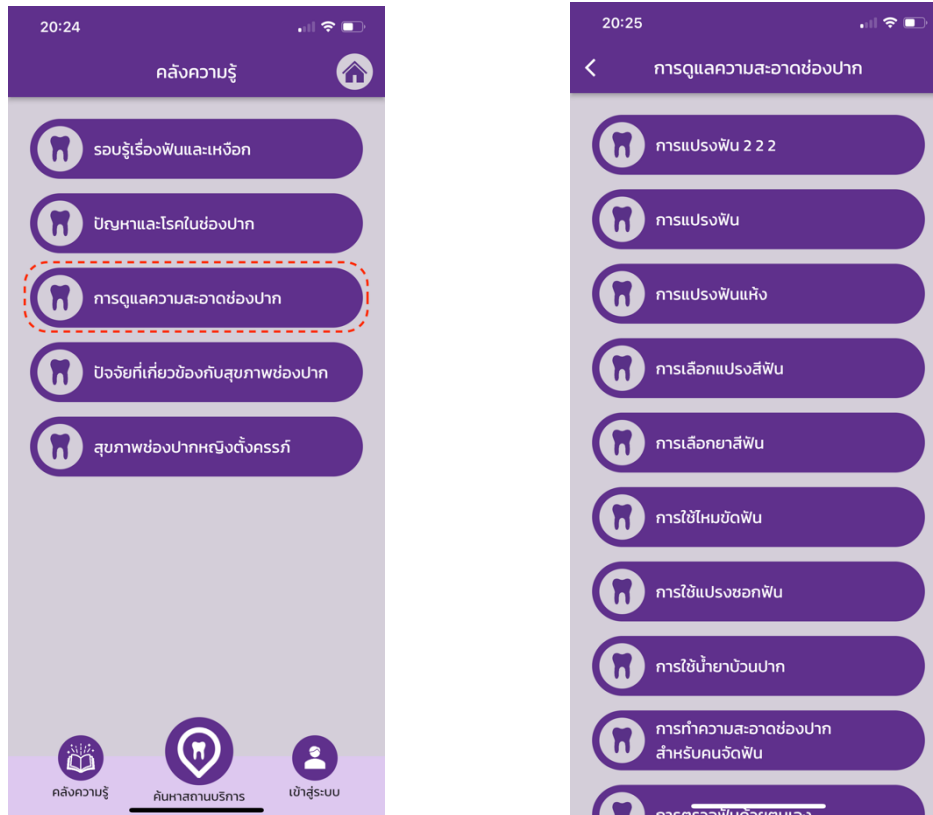 20:24
คลังความรู้
รอบรู้เรื่องฟันและเหงือก
ปัญหาและโรคในช่องปาก
การดูแลความสะอาดช่องปาก
ปัจจัยที่เกี่ยวข้องกับสุขภาพช่องปาก
สุขภาพช่องปากหญิงตั้งครรภ์
คลังความรู้
ค้นหาสถานบริการ
เข้าสู่ระบบ
20:25
การดูแลความสะอาดช่องปาก
การแปรงฟัน 2 2 2
การแปรงฟัน
การแปรงฟันแห้ง
การเลือกแปรงสีฟัน
การเลือกยาสีฟัน
การใช้ไหมขัดฟัน
การใช้แปรงซอกฟัน
การใช้น้ำยาบ้วนปาก
การทำความสะอาดช่องปาก
สำหรับคนจัดฟัน